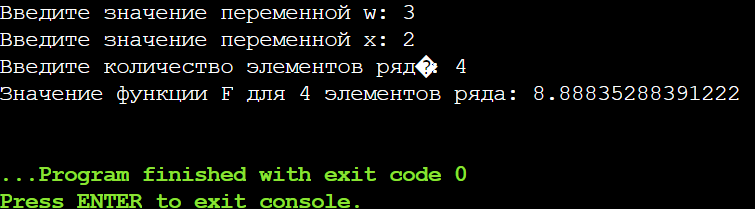 Введите значение переменной w: 3
Введите значение переменной x: 2
Введите количество элементов ряд�: 4
Значение функции F для 4 элементов ряда: 8.88835288391222
...Program finished with exit code 0
Press ENTER to exit console.